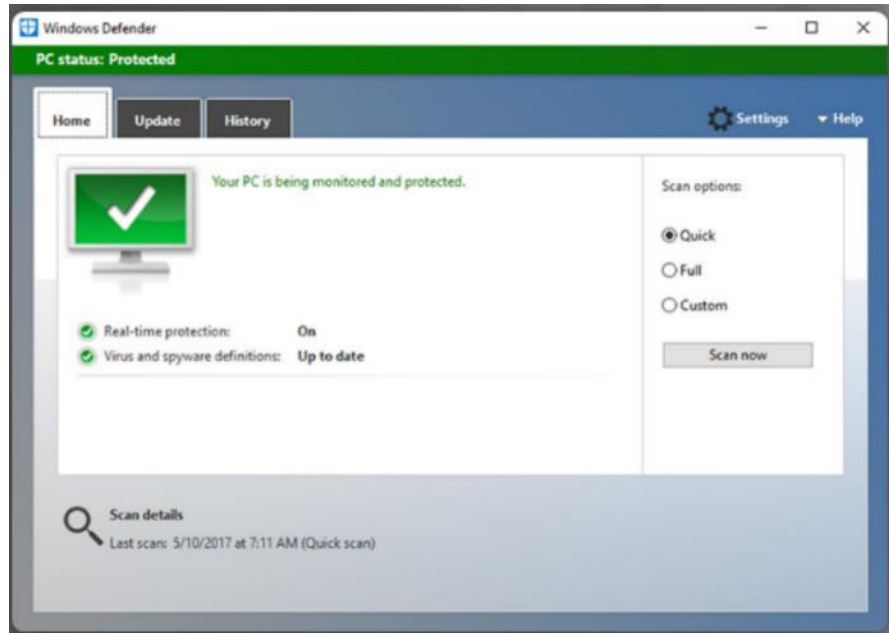 Windows Defender
PC status: Protected
Home Update History Settings Help
Your PC is being monitored and protected.
Scan options:
Quick
Full
Custom
Real-time protection: On
Virus and spyware definitions: Up to date
Scan now
Scan details
Last scan: 5/10/2017 at 7:11 AM (Quick scan)